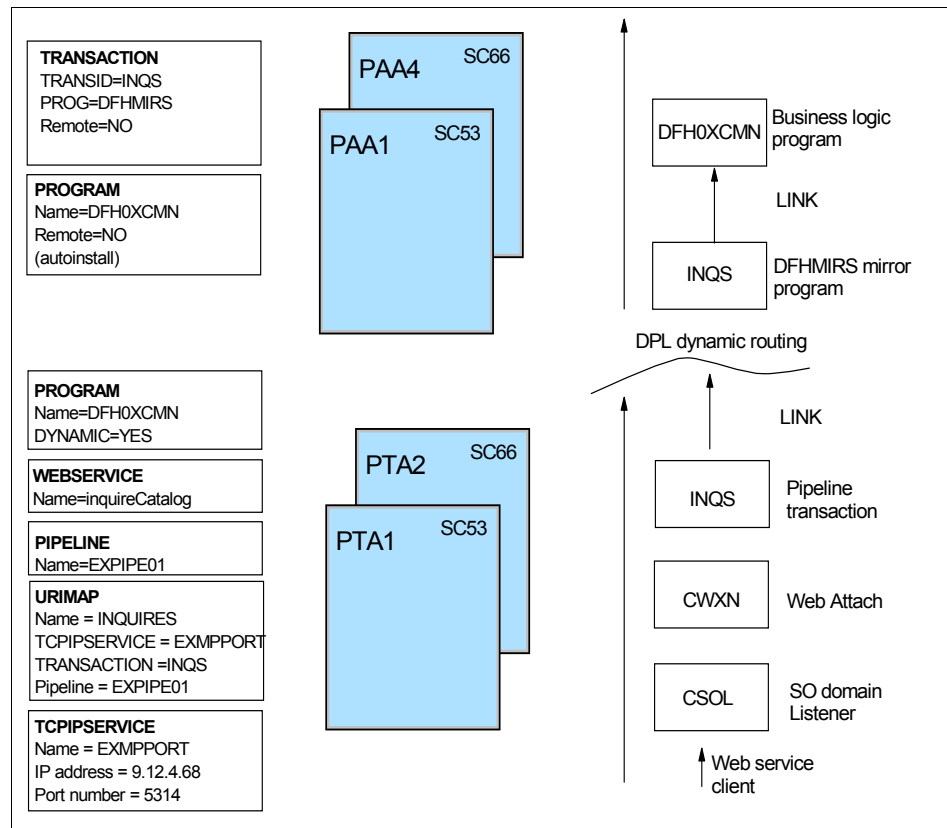 TRANSACTION
TRANSID=INQS
PROG=DFHMIRS
Remote=NO
PROGRAM
Name=DFH0XCMN
Remote=NO
(autoinstall)
PAA4
SC66
PAA1
SC53
DFH0XCMN
Business logic
program
LINK
INQS
DFHMIRS mirror
program
DPL dynamic routing
PROGRAM
Name=DFH0XCMN
DYNAMIC=YES
WEBSERVICE
Name=inquireCatalog
PIPELINE
Name=EXPIPE01
URIMAP
Name = INQUIRES
TCPIPSERVICE = EXMPPORT
TRANSACTION =INQS
Pipeline = EXPIPE01
TCPIPSERVICE
Name = EXMPPORT
IP address = 9.12.4.68
Port number = 5314
PTA2
SC66
PTA1
SC53
LINK
INQS
Pipeline
transaction
CWXN
Web Attach
CSOL
SO domain
Listener
Web service
client